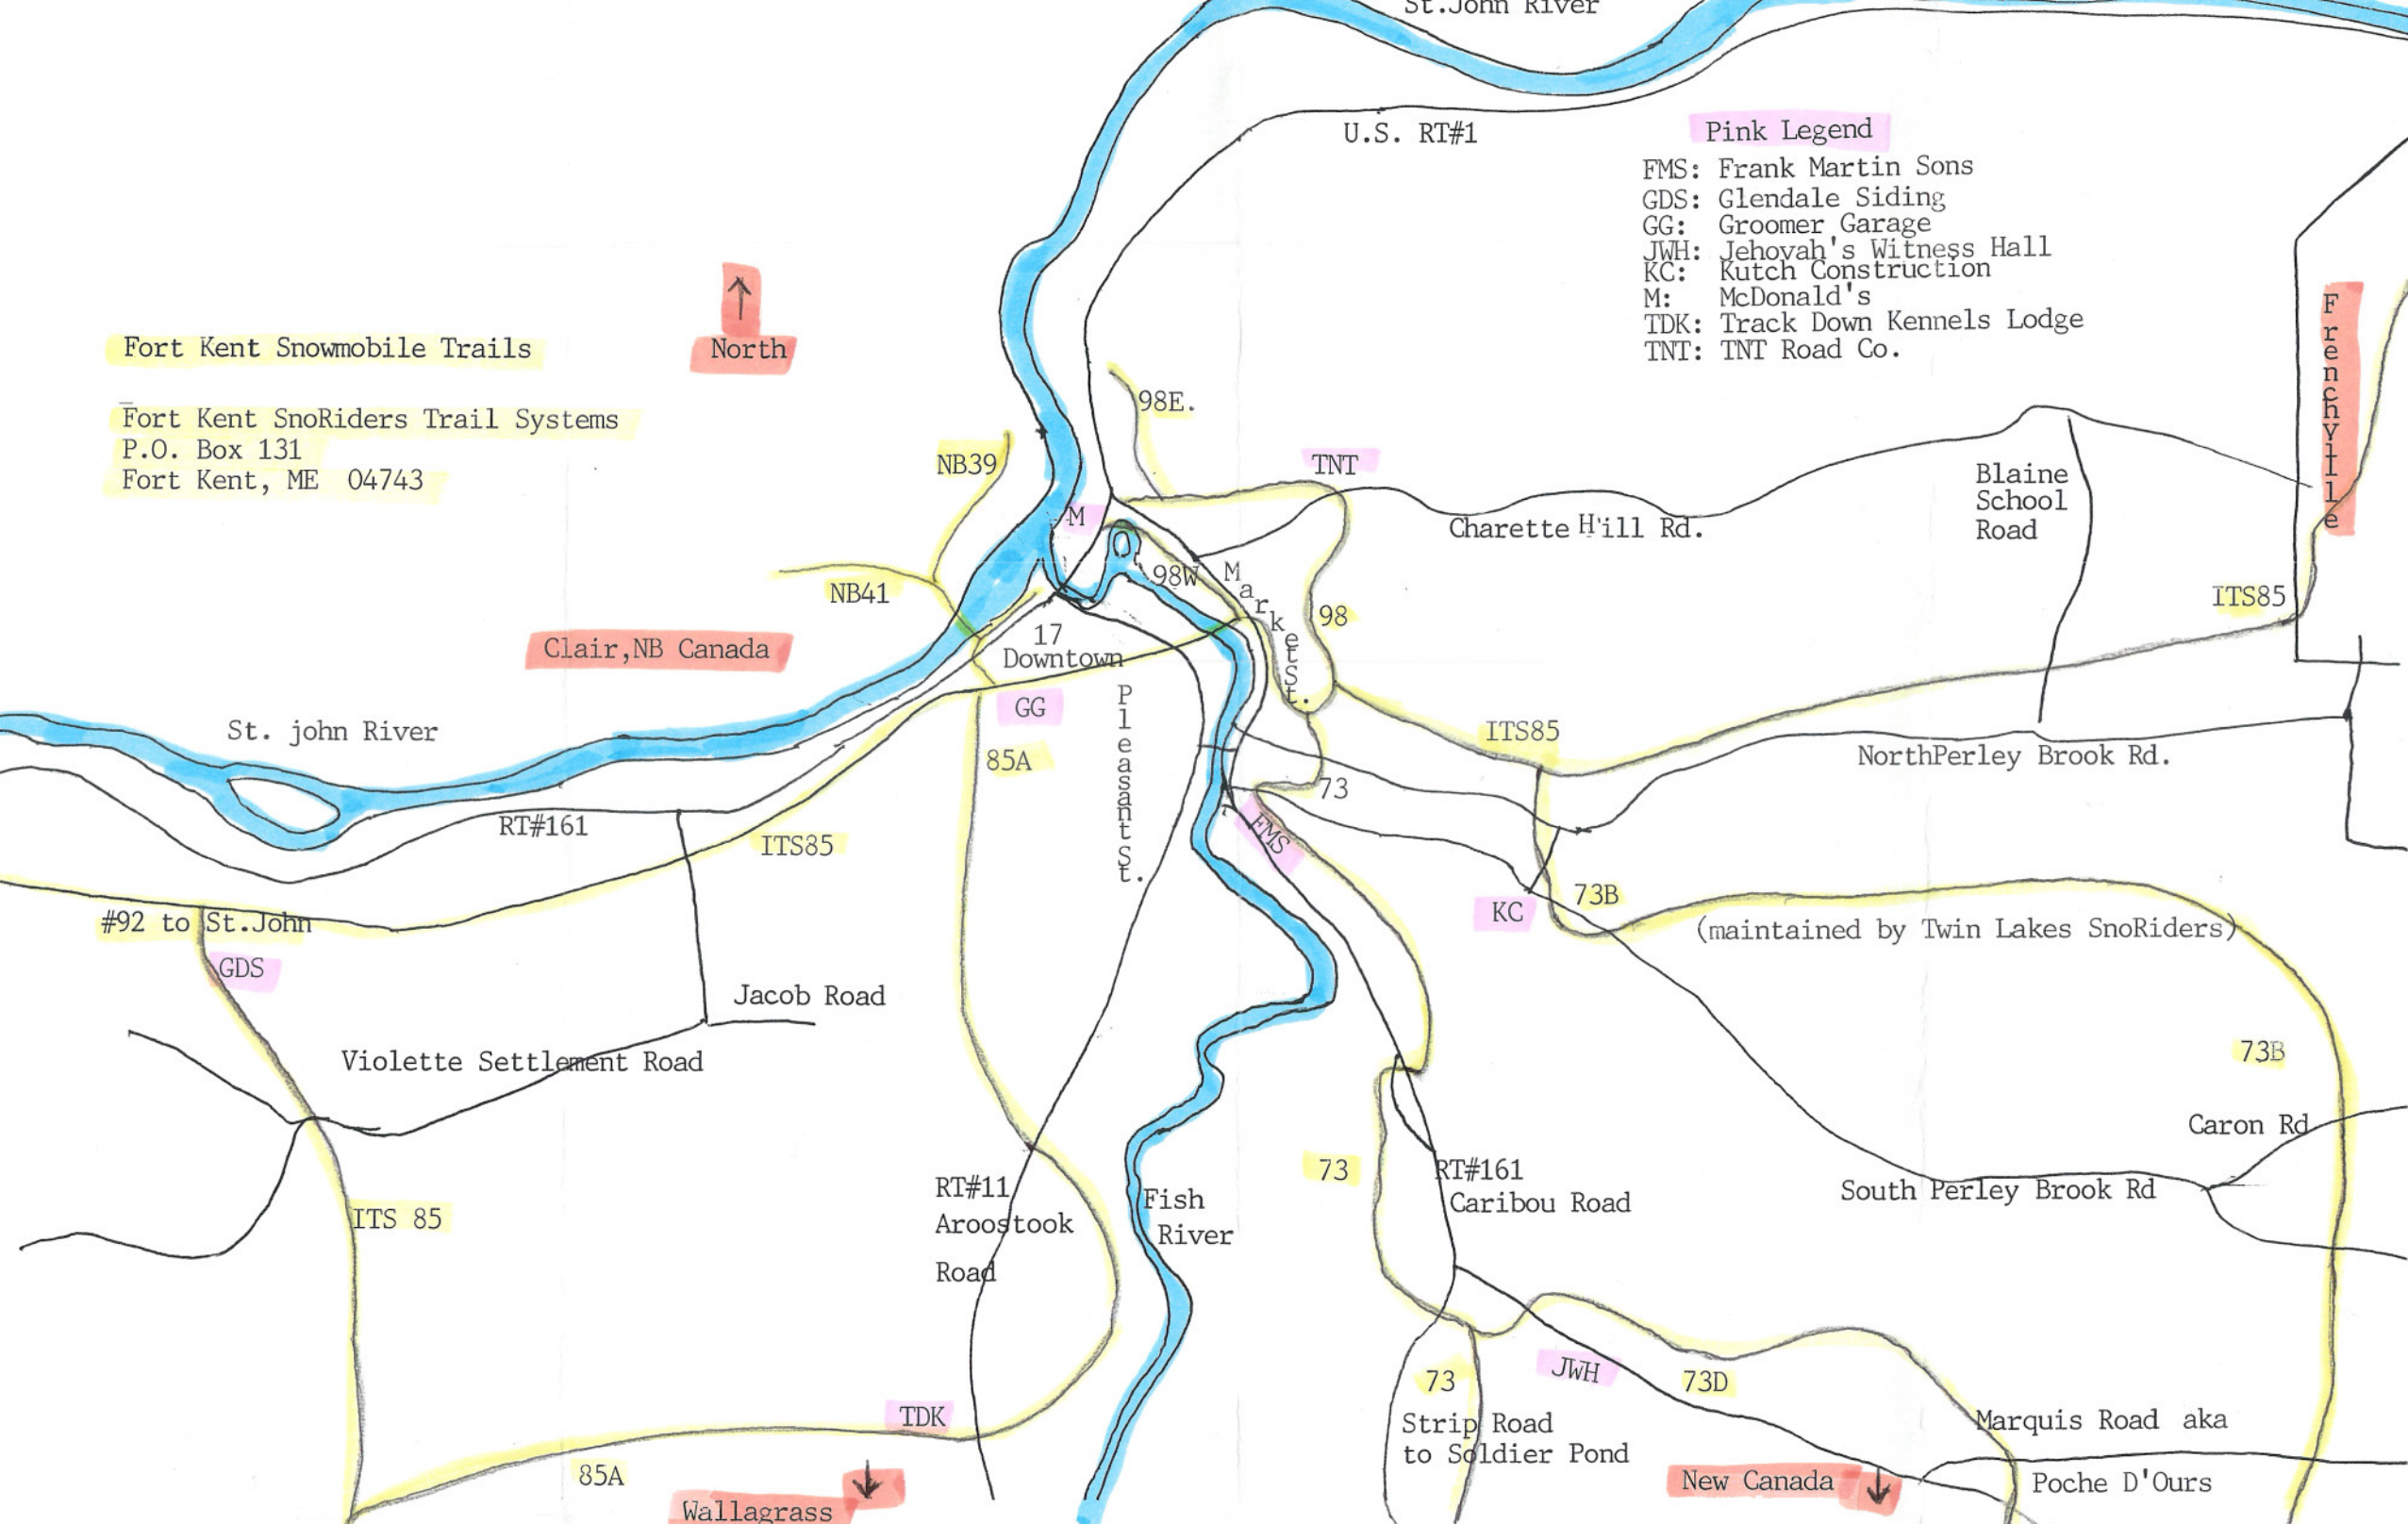 St.John River
U.S. RT#1
Pink Legend
FMS: Frank Martin Sons
GDS: Glendale Siding
GG: Groomer Garage
JWH: Jehovah's Witness Hall
KC: Kutch Construction
M: McDonald's
TDK: Track Down Kennels Lodge
TNT: TNT Road Co.
North
Fort Kent Snowmobile Trails
Fort Kent SnoRiders Trail Systems
P.O. Box 131
Fort Kent, ME 04743
Frenchville
98E.
NB39
TNT
M
Blaine
School
Road
Charette Hill Rd.
98W
Market St.
NB41
98
ITS85
17
Downtown
Clair,NB Canada
GG
Pleasant St.
St. john River
85A
ITS85
NorthPerley Brook Rd.
73
RT#161
ITS85
FMS
73B
KC
#92 to St.John
(maintained by Twin Lakes SnoRiders)
GDS
Jacob Road
Violette Settlement Road
73B
Caron Rd
73
RT#161
Caribou Road
RT#11
Aroostook
Road
Fish
River
South Perley Brook Rd
ITS 85
JWH
73
73D
TDK
Strip Road
to Soldier Pond
Marquis Road aka
Poche D'Ours
85A
New Canada
Wallagrass